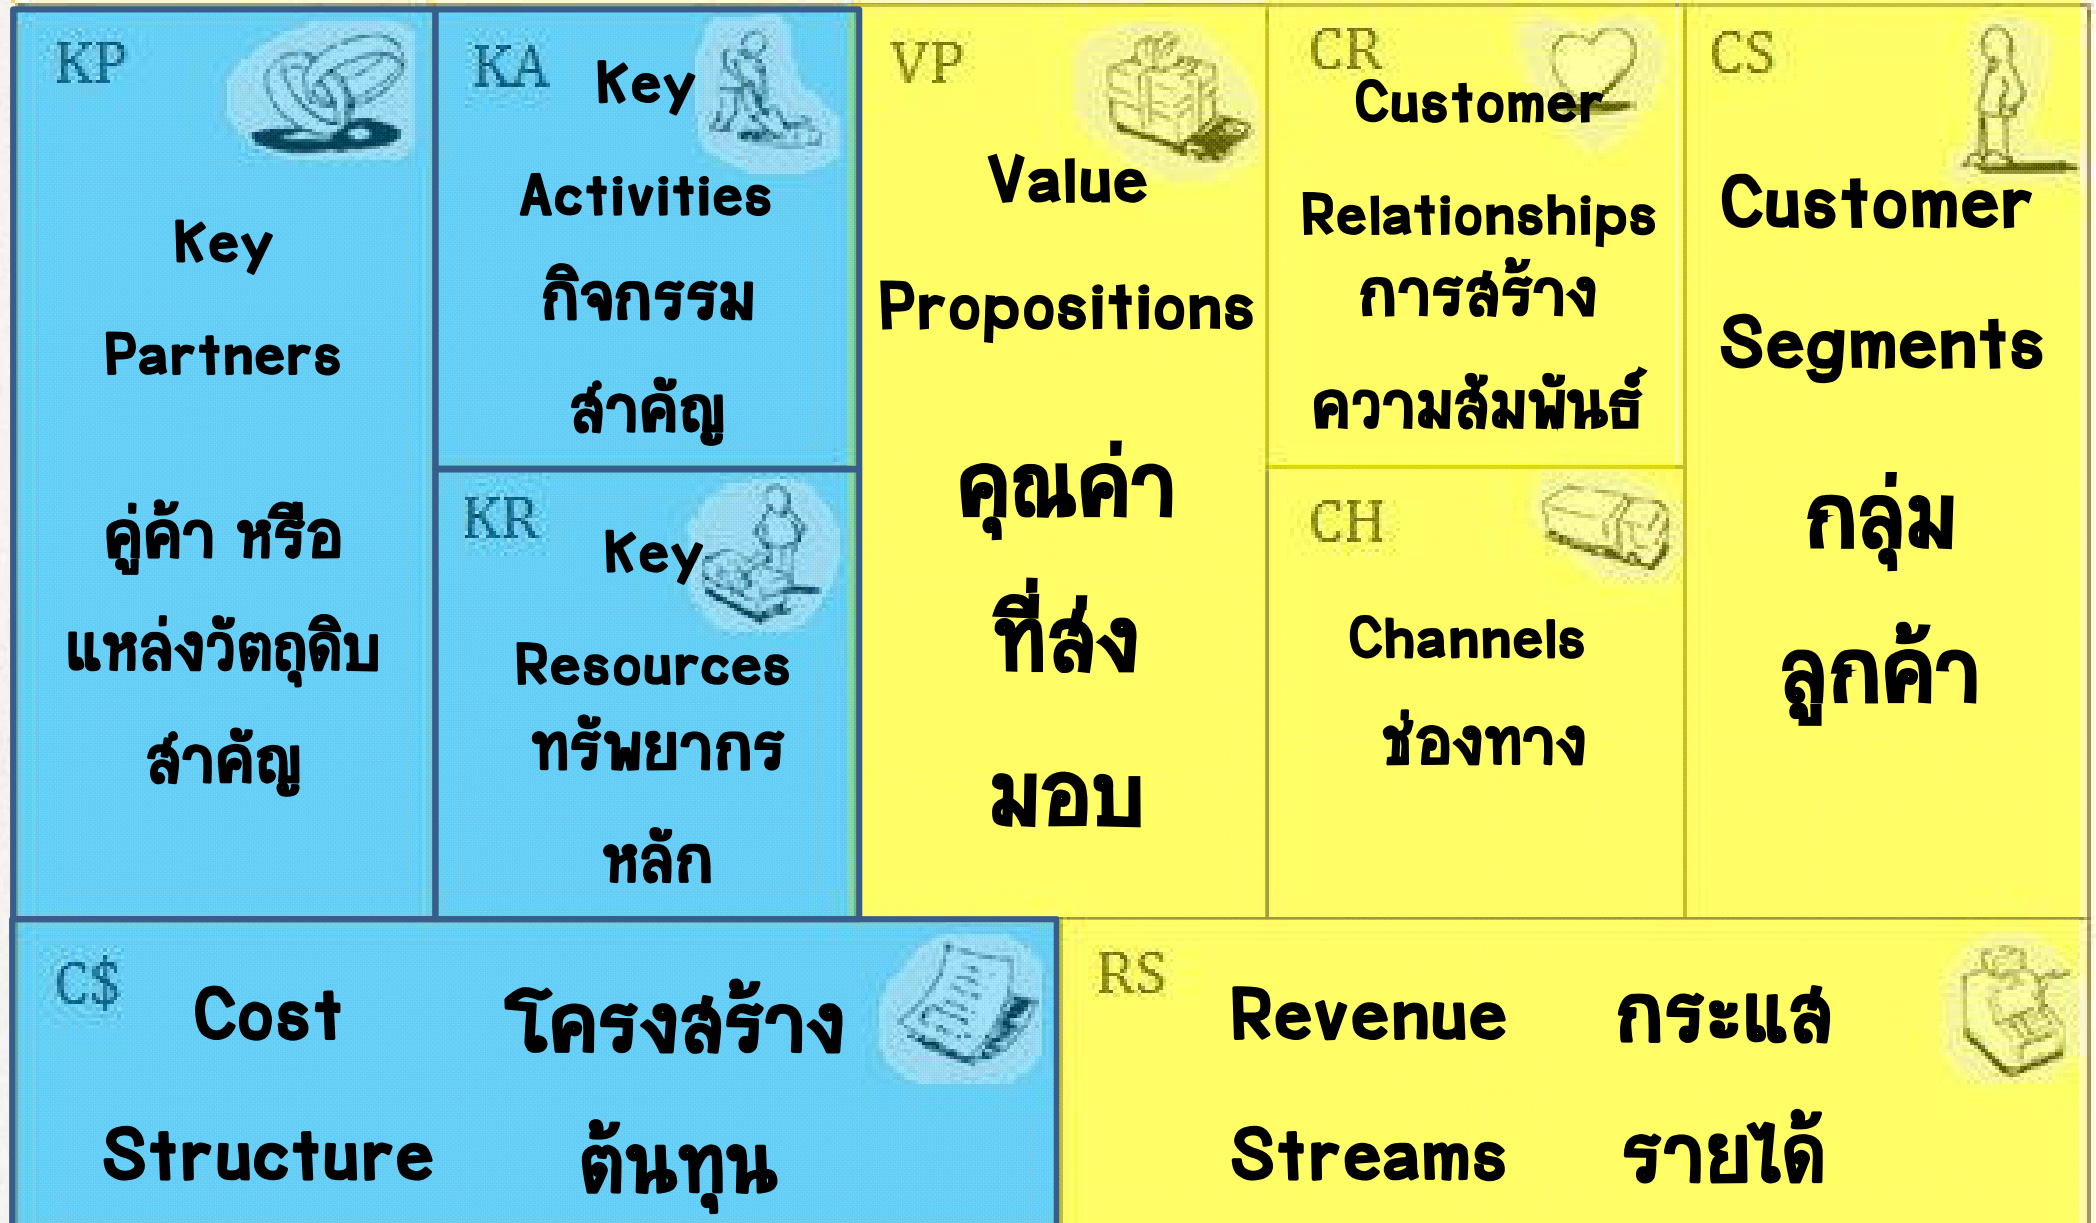 KP
Key
Partners
คู่ค้า หรือ
แหล่งวัตถุดิบ
สำคัญ
KA
Key
Activities
กิจกรรม
สำคัญ
KR
Key
Resources
ทรัพยากร
หลัก
VP
Value
Propositions
คุณค่า
ที่ส่ง
มอบ
CR
Customer
Relationships
การสร้าง
ความสัมพันธ์
CH
Channels
ช่องทาง
CS
Customer
Segments
กลุ่ม
ลูกค้า
C$
Cost
Structure
โครงสร้าง
ต้นทุน
RS
Revenue
Streams
กระแส
รายได้